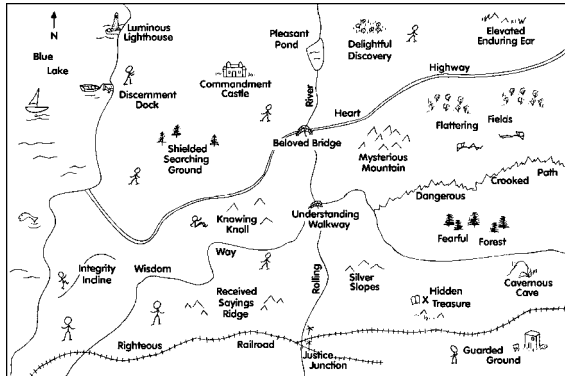 N
Luminous
Lighthouse
Pleasant
Pond
Delightful
Discovery
Elevated
Enduring Ear
Blue
Lake
Discernment
Dock
Commandment
Castle
River
Heart
Highway
Flattering
Fields
Shielded
Searching
Ground
Beloved Bridge
Mysterious
Mountain
Dangerous
Crooked
Path
Knowing
Knoll
Understanding
Walkway
Fearful
Forest
Integrity
Incline
Wisdom
Way
Received
Sayings
Ridge
Rolling
Silver
Slopes
X
Hidden
Treasure
Cavernous
Cave
Righteous
Railroad
Justice
Junction
Guarded
Ground